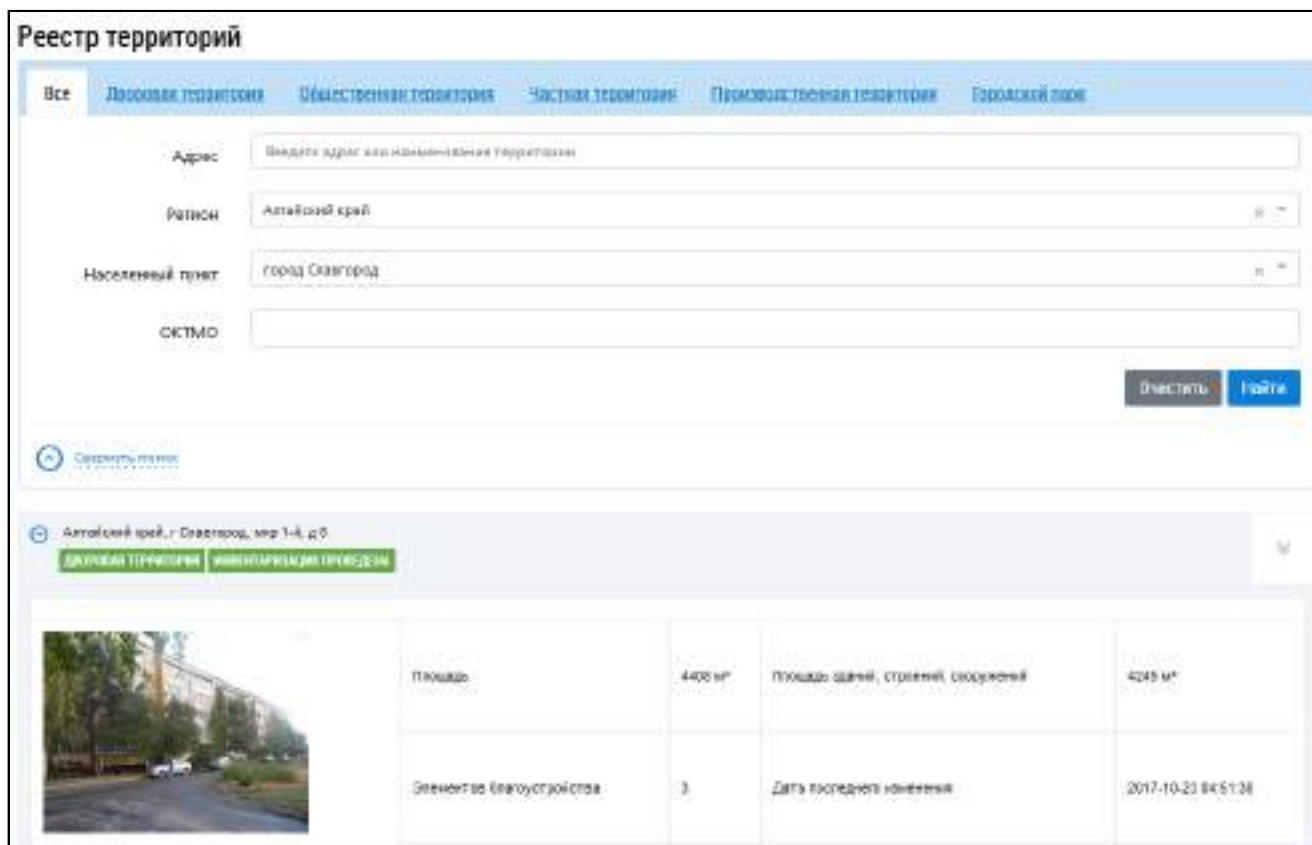 Реестр территорий
Все Дворовая территория Общественная территория Частная территория Производственная территория Городской парк
Адрес Введите адрес или наименование территории
Регион Алтайский край
Населенный пункт город Славгород
ОКТМО
Очистить Найти
Свернуть поиск
Алтайский край, г Славгород, мкр 1-й, д
ДВОРОВАЯ ТЕРРИТОРИЯ ИНВЕНТАРИЗАЦИЯ ПРОВЕДЕНА
Площадь 4408 м² Площадь зданий, строений, сооружений м²
Элементов благоустройства 3 Дата последнего изменения 2017-10-23 04:51:38